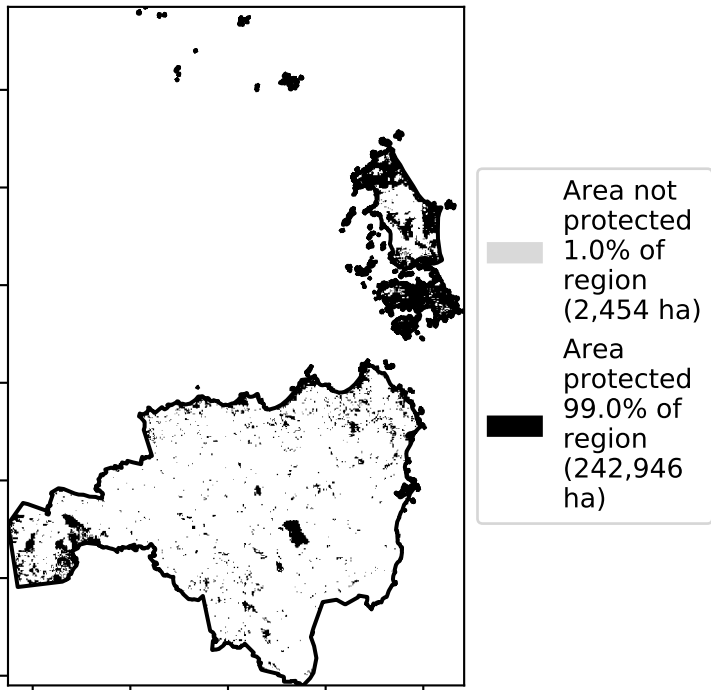 Area not
protected
1.0% of
region
(2,454 ha)
Area
protected
99.0% of
region
(242,946
ha)